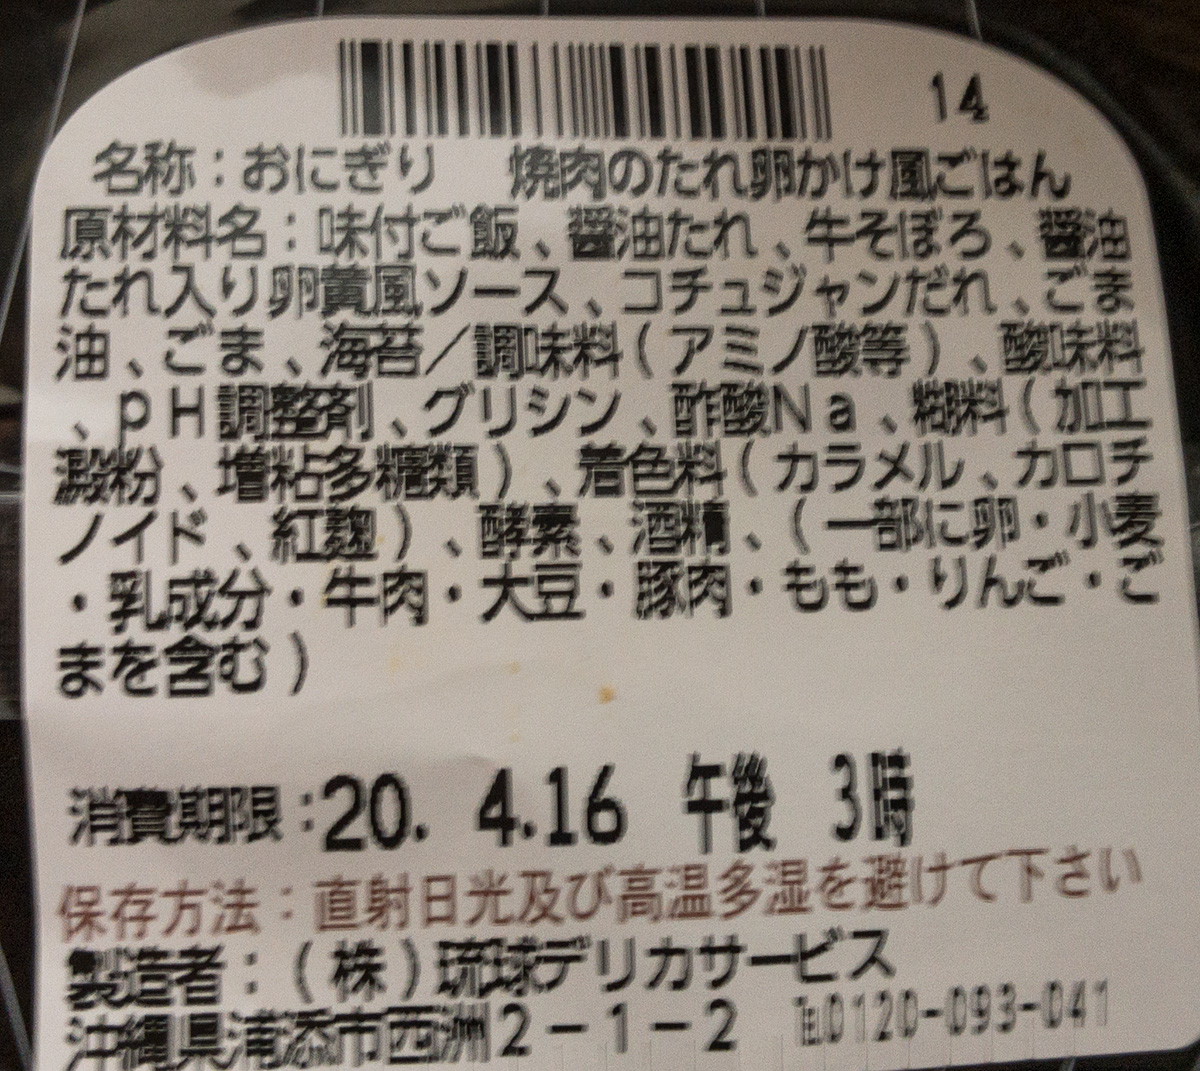 14
名称：おにぎり　焼肉のたれ卵かけ風ごはん
原材料名：味付ご飯、醤油たれ、牛そぼろ、醤油
たれ入り卵黄風ソース、コチュジャンだれ、ごま
油、ごま、海苔／調味料（アミノ酸等）、酸味料
、ｐＨ調整剤、グリシン、酢酸Ｎａ、糊料（加工
澱粉、増粘多糖類）、着色料（カラメル、カロチ
ノイド、紅麹）、酵素、酒精、（一部に卵・小麦
・乳成分・牛肉・大豆・豚肉・もも・りんご・ご
まを含む）
消費期限：20. 4.16 午後 3時
保存方法：直射日光及び高温多湿を避けて下さい
製造者：（株）琉球デリカサービス
沖縄県浦添市西洲２－１－２ ℡0120-093-041